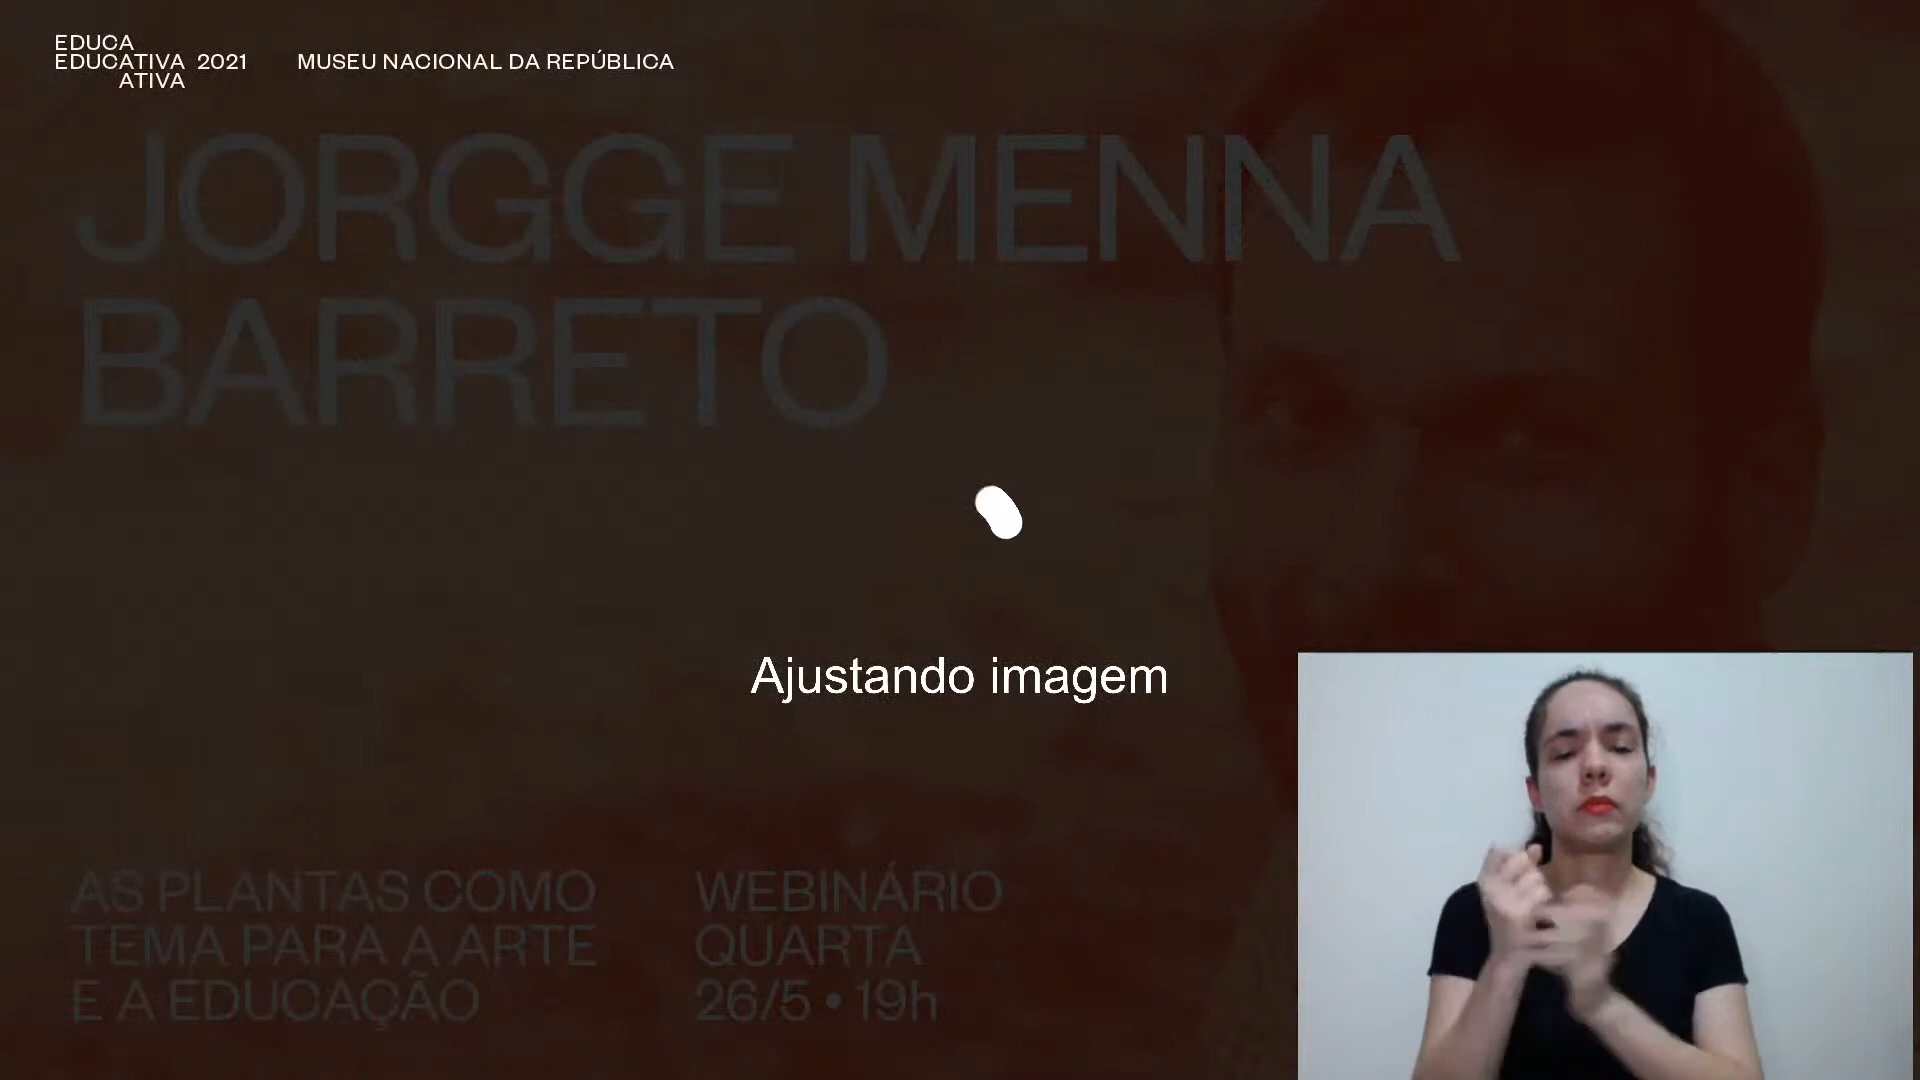 EDUCA
EDUCATIVA 2021
ATIVA
MUSEU NACIONAL DA REPÚBLICA
JORGGE MENNA
BARRETO
Ajustando imagem
AS PLANTAS COMO
TEMA PARA A ARTE
E A EDUCAÇÃO
WEBINÁRIO
QUARTA
26/5 • 19h